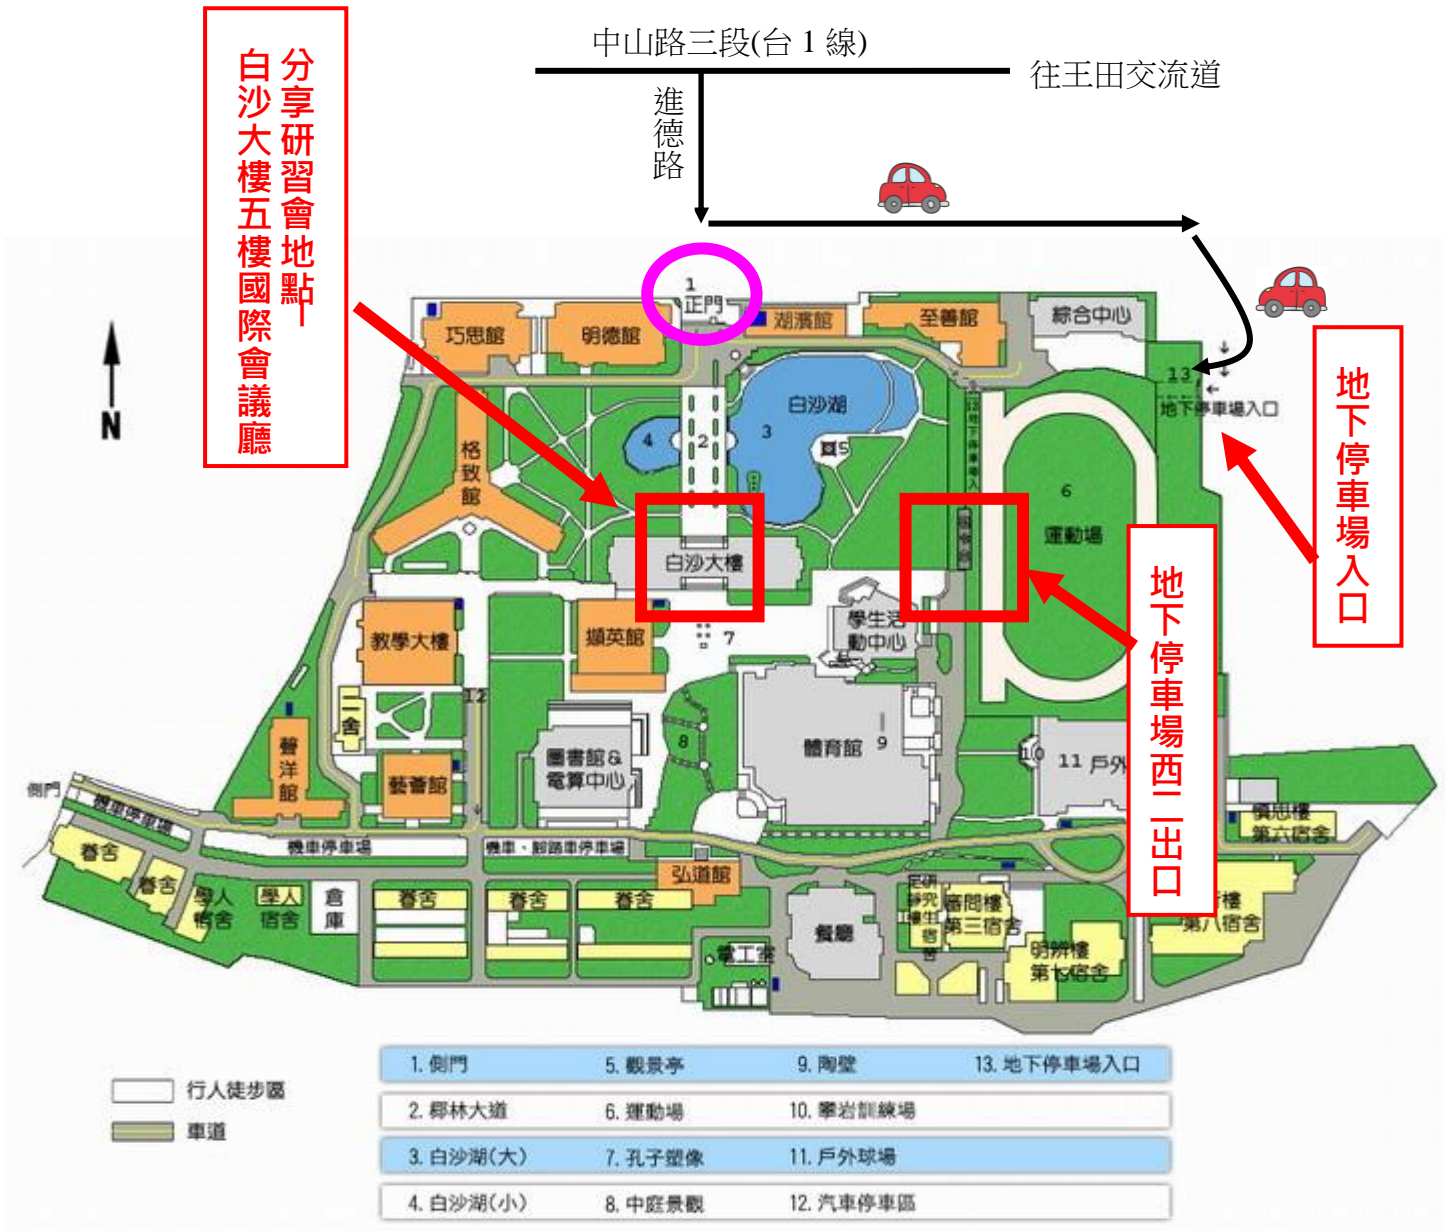 中山路三段(台 1 線)
往王田交流道
進德路
分享研習會地點-
白沙大樓五樓國際會議廳
1
正門
巧思館
明德館
湖濱館
至善館
綜合中心
13
地下停車場入口
地下停車場入口
N
白沙湖
格致館
4
2
3
5
6
運動場
白沙大樓
地下停車場西二出口
教學大樓
擷英館
7
學生活
動中心
二舍
12
聲洋館
藝薈館
圖書館&
電算中心
8
體育館
9
10
11 戶外
側門
機車停車場
機車停車場
機車、腳踏車停車場
弘道館
慎思樓
第六宿舍
眷舍
眷舍
學人
宿舍
學人
宿舍
倉庫
眷舍
眷舍
眷舍
餐廳
電工室
研究生宿舍
審問樓
第三宿舍
明辨樓
第七宿舍
第八宿舍
行人徒步區
車道
1. 側門
5. 觀景亭
9. 陶壁
13. 地下停車場入口
2. 椰林大道
6. 運動場
10. 攀岩訓練場
3. 白沙湖(大)
7. 孔子塑像
11. 戶外球場
4. 白沙湖(小)
8. 中庭景觀
12. 汽車停車區